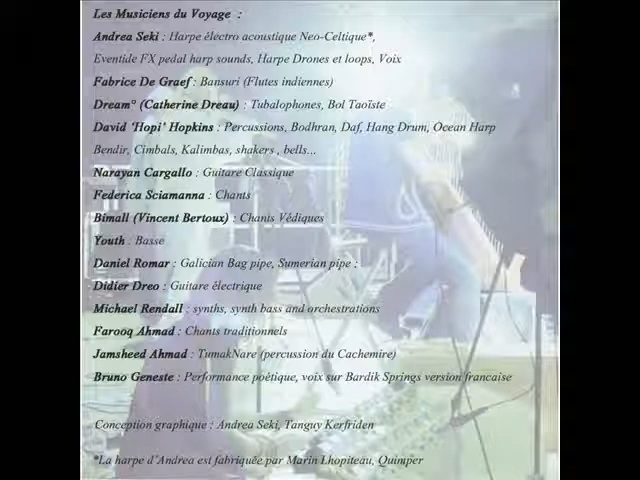 Les Musiciens du Voyage :
Andrea Seki : Harpe électro acoustique Neo-Celtique*,
Eventide FX pedal harp sounds, Harpe Drones et loops, Voix
Fabrice De Graef : Bansuri (Flutes indiennes)
Dream° (Catherine Dreau) : Tubalophones, Bol Taoïste
David ‘Hopi’ Hopkins : Percussions, Bodhran, Daf, Hang Drum, Ocean Harp
Bendir, Cimbals, Kalimbas, shakers , bells...
Narayan Cargallo : Guitare Classique
Federica Sciamanna : Chants
Bimall (Vincent Bertoux) : Chants Védiques
Youth : Basse
Daniel Romar : Galician Bag pipe, Sumerian pipe ;
Didier Dreo : Guitare électrique
Michael Rendall : synths, synth bass and orchestrations
Farooq Ahmad : Chants traditionnels
Jamsheed Ahmad : TumakNare (percussion du Cachemire)
Bruno Geneste : Performance poétique, voix sur Bardik Springs version francaise
Conception graphique : Andrea Seki, Tanguy Kerfriden
*La harpe d’Andrea est fabriquée par Marin Lhopiteau, Quimper